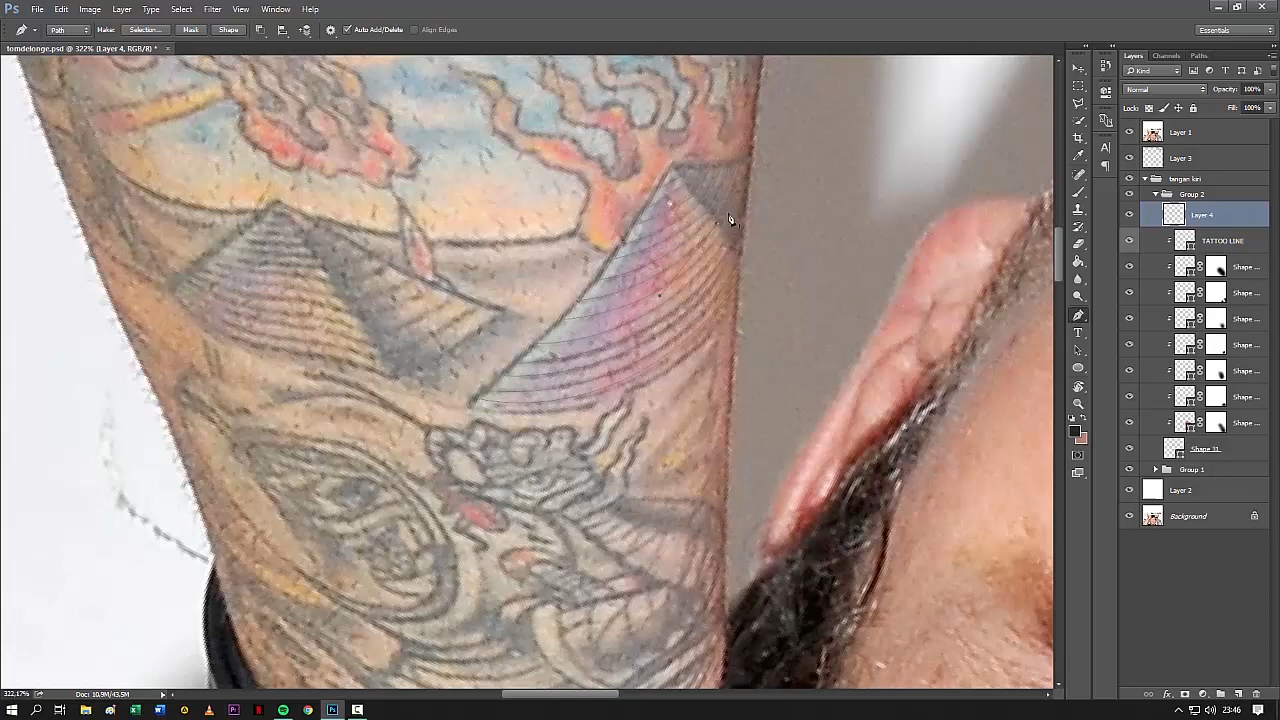 Ps File Edit Image Layer Type Select Filter View Window Help
Path Make: Selection... Mask Shape Auto Add/Delete Align Edges Essentials
tomdelonge.psd @ 322% (Layer 4, RGB/8) * ×
Layers Channels Paths
Kind
Normal Opacity: 100%
Lock: Fill: 100%
Layer 1
Layer 3
tangan kiri
Group 2
Layer 4
TATTOO LINE
Shape ...
Shape ...
Shape ...
Shape ...
Shape ...
Shape ...
Shape ...
Shape 31
Group 1
Layer 2
Background
322,17% Doc: 10,9M/43,5M
23:46